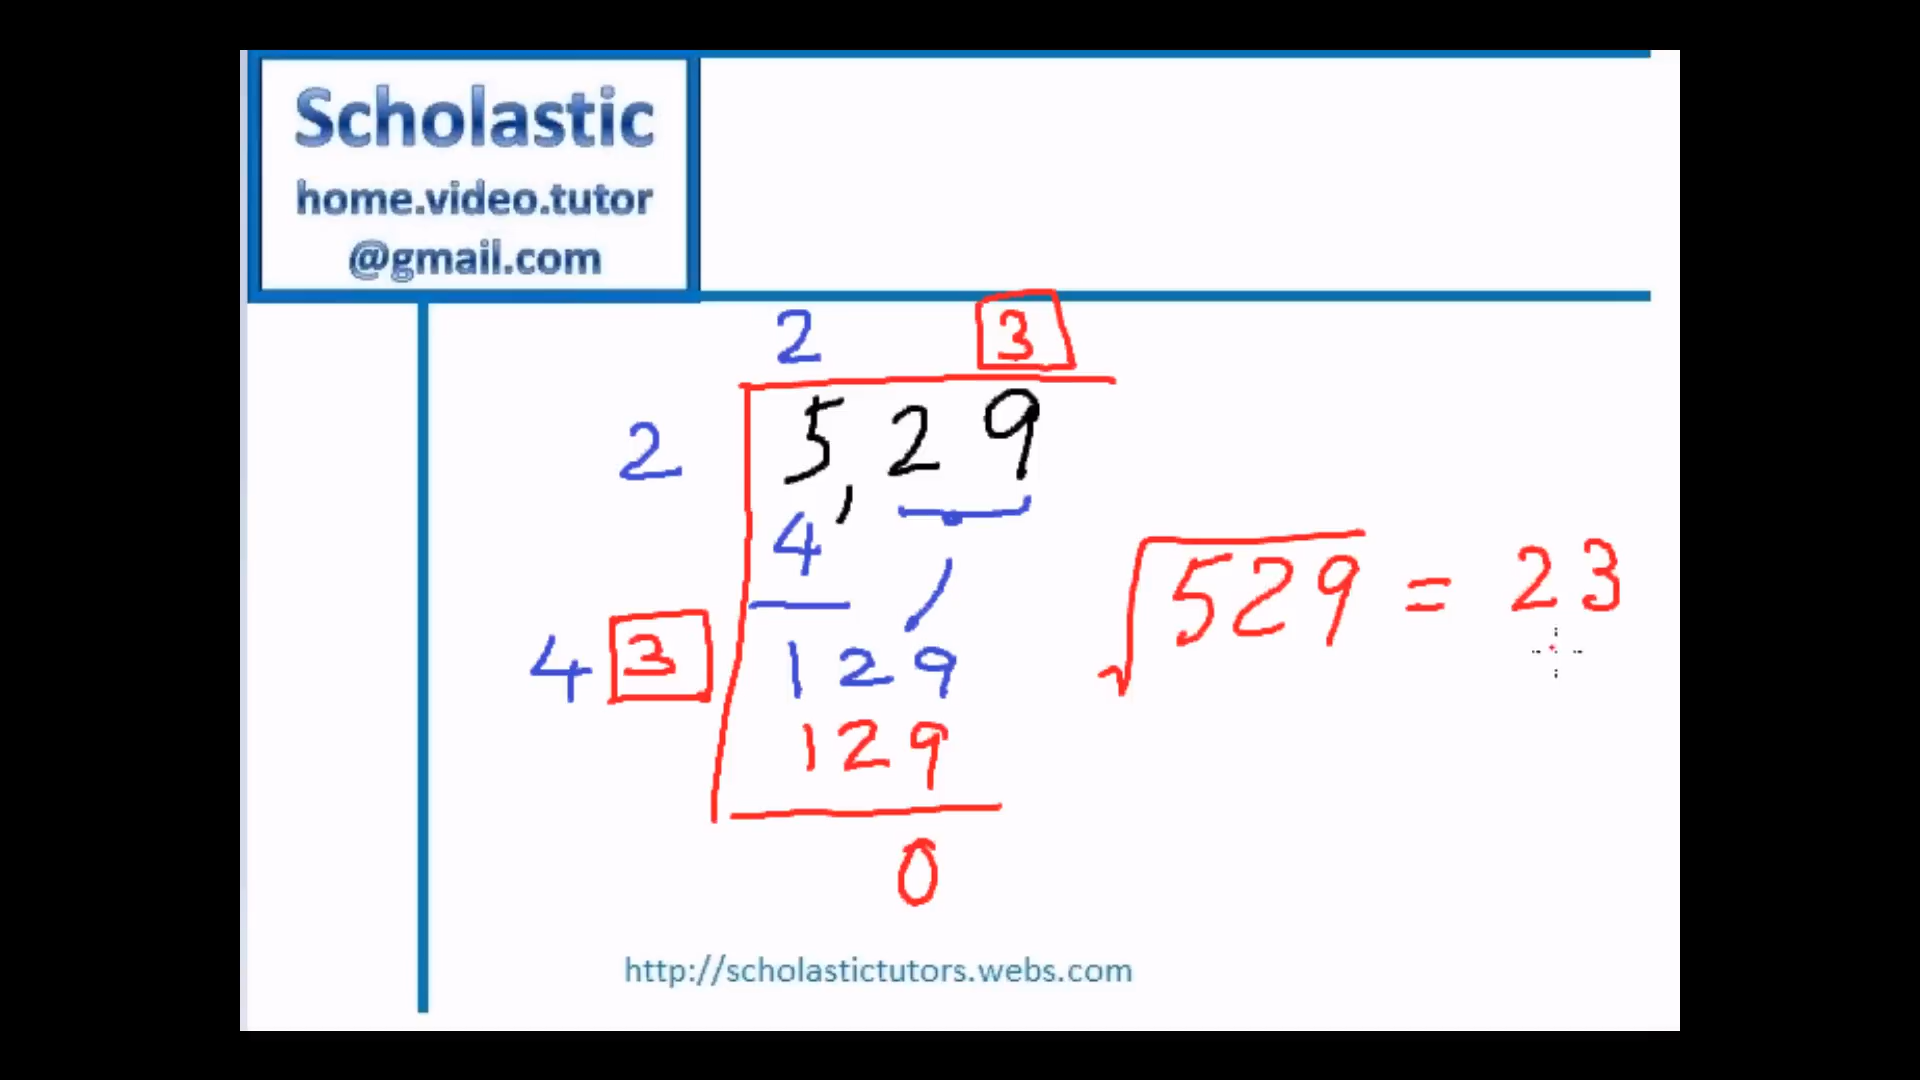 Scholastic
home.video.tutor
@gmail.com
2 3
2 5,29
4
43 129
129
0
√529 = 23
http://scholastictutors.webs.com